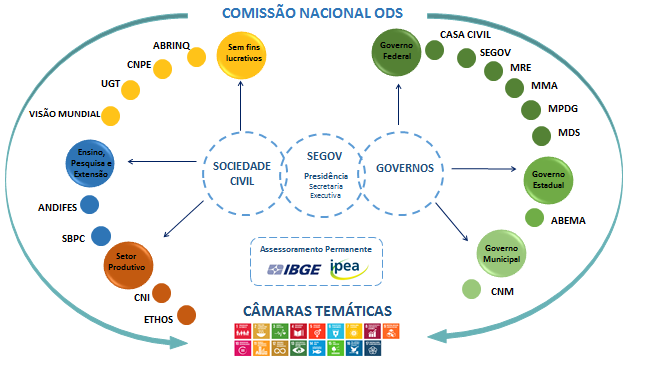 COMISSÃO NACIONAL ODS
ABRINQ
CNPE
UGT
VISÃO MUNDIAL
Sem fins
lucrativos
Ensino,
Pesquisa e
Extensão
ANDIFES
SBPC
Setor
Produtivo
CNI
ETHOS
SOCIEDADE
CIVIL
SEGOV
Presidência
Secretaria
Executiva
GOVERNOS
Governo
Federal
CASA CIVIL
SEGOV
MRE
MMA
MPDG
MDS
Governo
Estadual
ABEMA
Governo
Municipal
CNM
Assessoramento Permanente
IBGE
ipea
CÂMARAS TEMÁTICAS